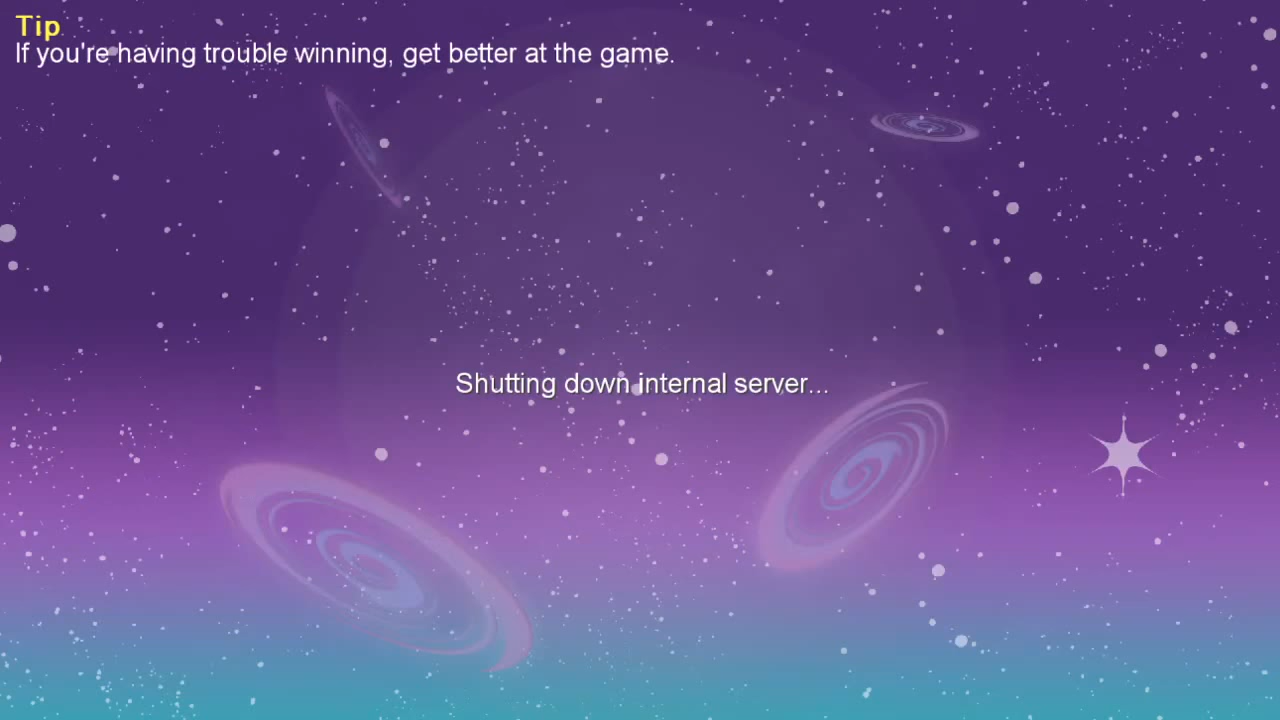 Tip
If you're having trouble winning, get better at the game.
Shutting down internal server...